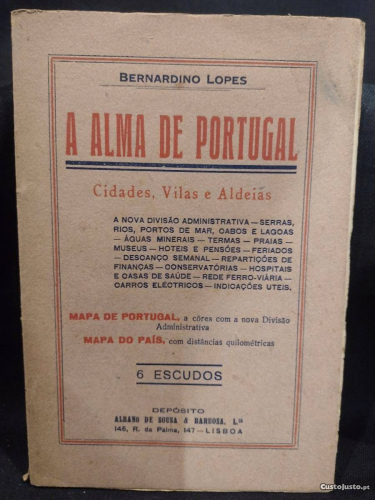 BERNARDINO LOPES
A ALMA DE PORTUGAL
Cidades, Vilas e Aldeias
A NOVA DIVISÃO ADMINISTRATIVA — SERRAS,
RIOS, PORTOS DE MAR, CABOS E LAGOAS
— ÁGUAS MINERAIS — TERMAS — PRAIAS —
MUSEUS — HOTEIS E PENSÕES — FERIADOS
— DESCANÇO SEMANAL — REPARTIÇÕES DE
FINANÇAS — CONSERVATÓRIAS — HOSPITAIS
E CASAS DE SAÚDE — REDE FERRO-VIÁRIA —
CARROS ELÉCTRICOS — INDICAÇÕES UTEIS.
MAPA DE PORTUGAL, a côres com a nova Divisão
Administrativa
MAPA DO PAÍS, com distâncias quilométricas
6 ESCUDOS
DEPÓSITO
ALBANO DE SOUSA & BARBOZA, L.da
145, R. da Palma, 147 — LISBOA
CustoJusto.pt